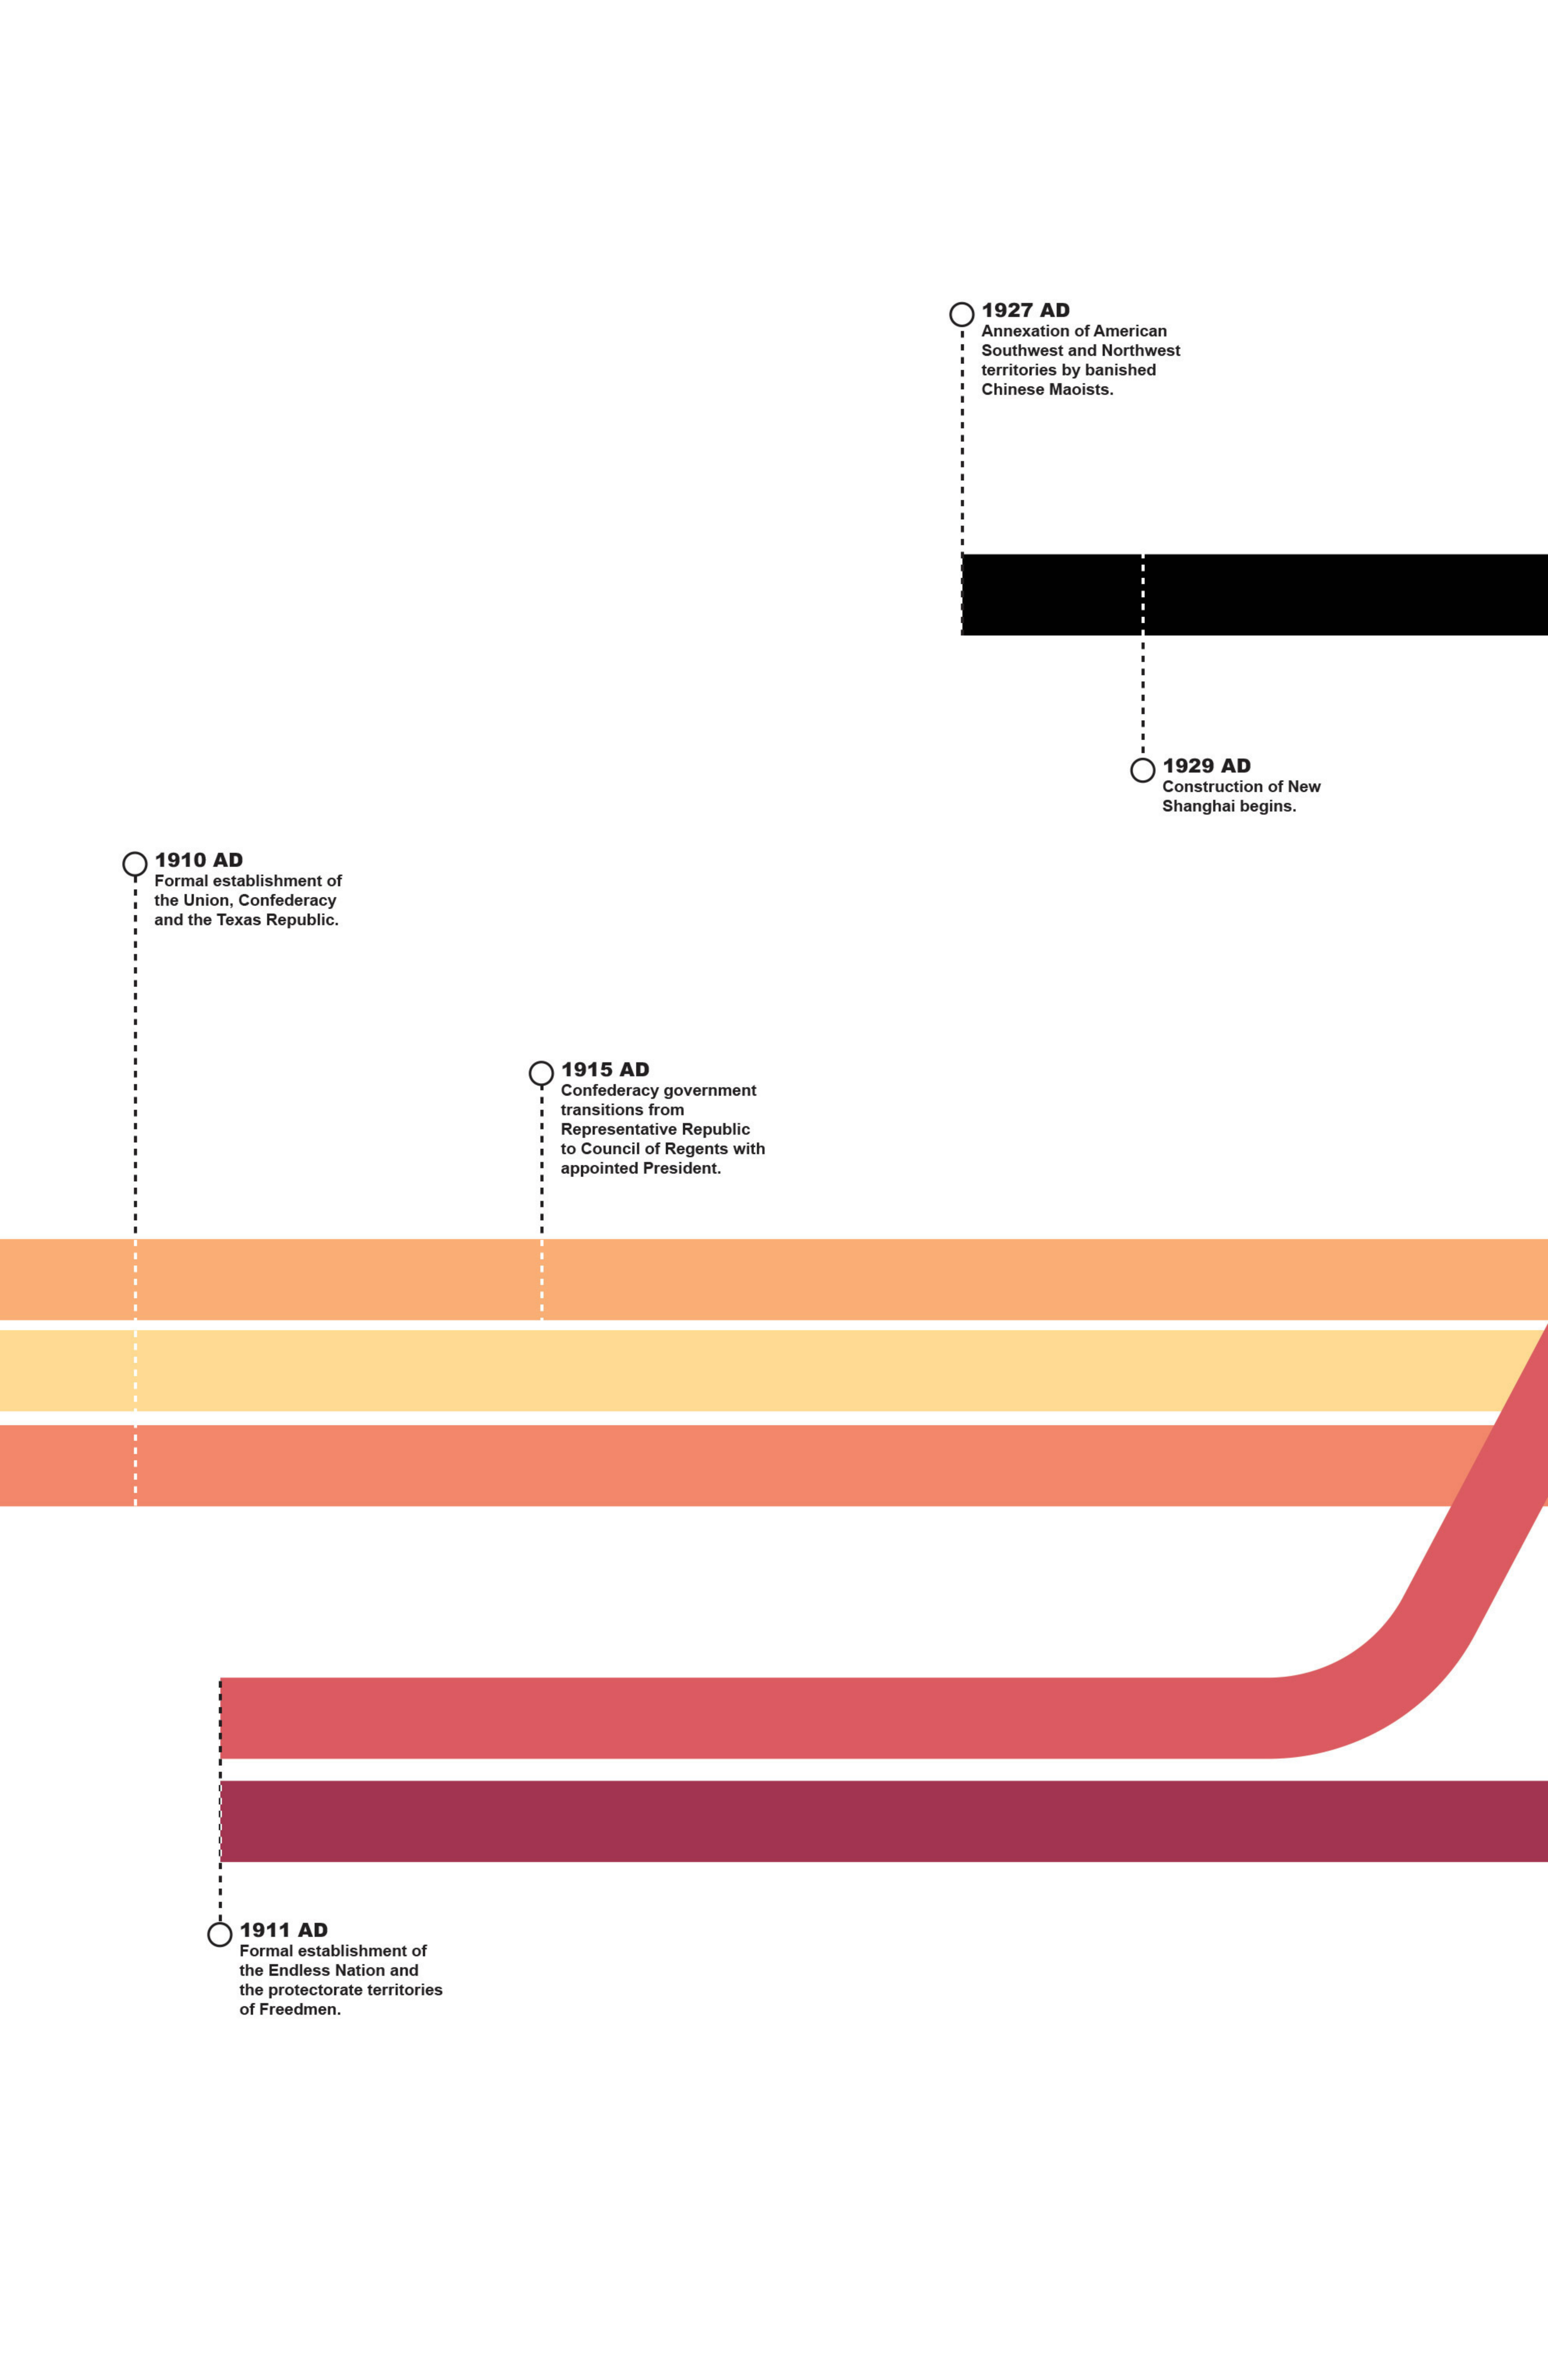 1927 AD
Annexation of American
Southwest and Northwest
territories by banished
Chinese Maoists.
1929 AD
Construction of New
Shanghai begins.
1910 AD
Formal establishment of
the Union, Confederacy
and the Texas Republic.
1915 AD
Confederacy government
transitions from
Representative Republic
to Council of Regents with
appointed President.
1911 AD
Formal establishment of
the Endless Nation and
the protectorate territories
of Freedmen.